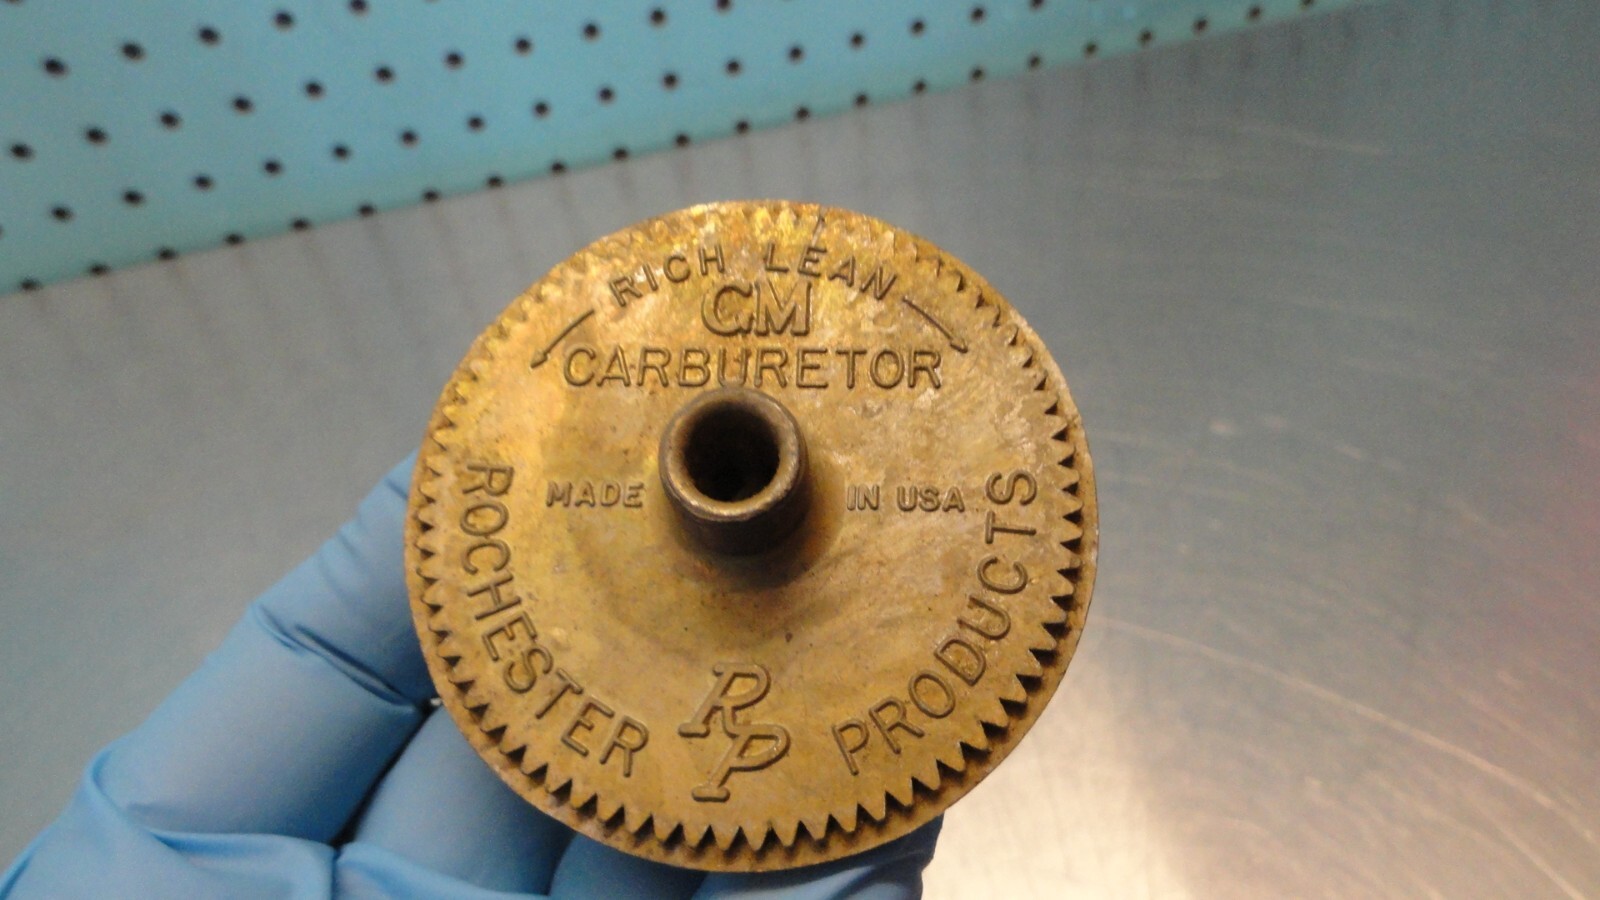 RICH LEAN
GM
CARBURETOR
MADE IN USA
ROCHESTER PRODUCTS
RP